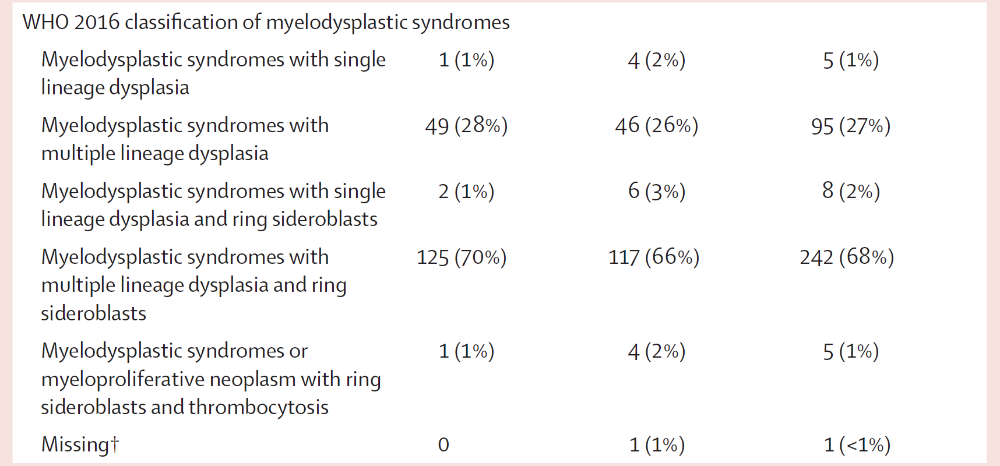 WHO 2016 classification of myelodysplastic syndromes
Myelodysplastic syndromes with single 1 (1%) 4 (2%) 5 (1%)
lineage dysplasia
Myelodysplastic syndromes with 49 (28%) 46 (26%) 95 (27%)
multiple lineage dysplasia
Myelodysplastic syndromes with single 2 (1%) 6 (3%) 8 (2%)
lineage dysplasia and ring sideroblasts
Myelodysplastic syndromes with 125 (70%) 117 (66%) 242 (68%)
multiple lineage dysplasia and ring
sideroblasts
Myelodysplastic syndromes or 1 (1%) 4 (2%) 5 (1%)
myeloproliferative neoplasm with ring
sideroblasts and thrombocytosis
Missing† 0 1 (1%) 1 (<1%)